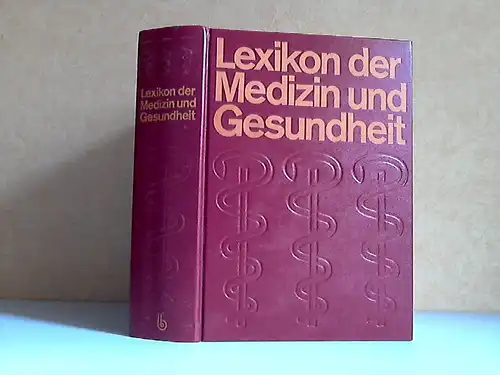 Lexikon der
Medizin und
Gesundheit
Lexikon der
Medizin und
Gesundheit